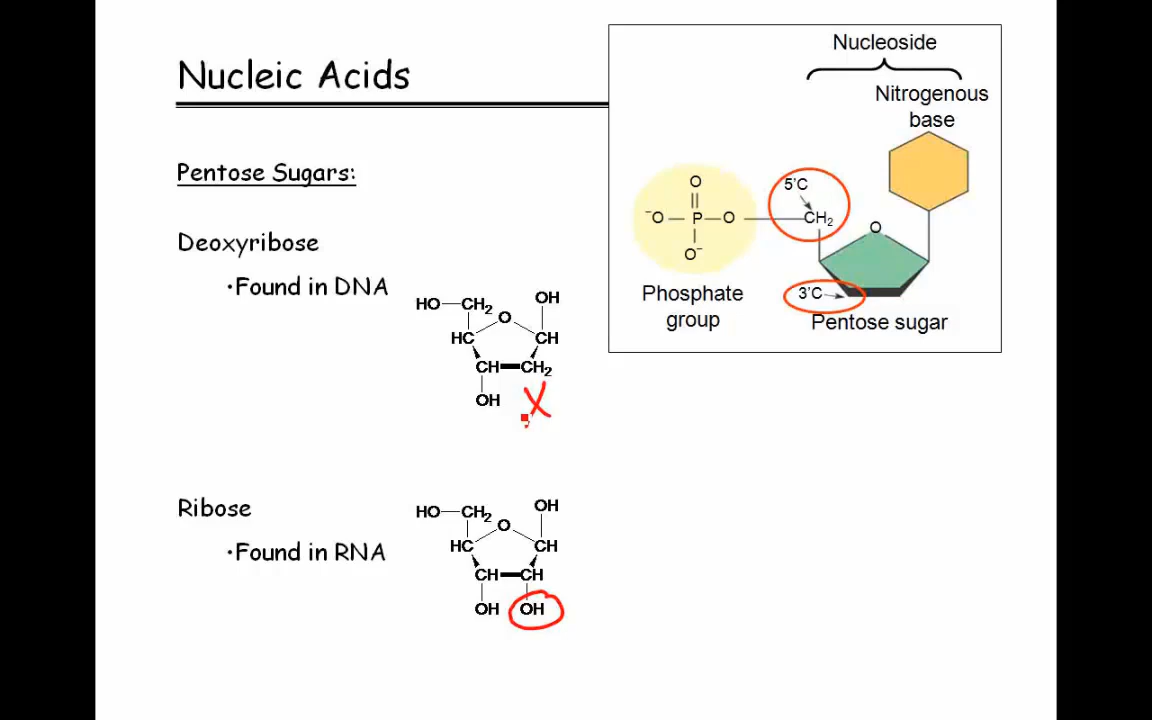 Nucleic Acids
Pentose Sugars:
Deoxyribose
•Found in DNA
HO—CH₂ OH
O
HC CH
CH CH₂
OH
X
Ribose
•Found in RNA
HO—CH₂ OH
O
HC CH
CH CH
OH OH
Nucleoside
Nitrogenous
base
O
5'C
⁻O—P—O CH₂
O⁻
O
3'C
Phosphate
group
Pentose sugar